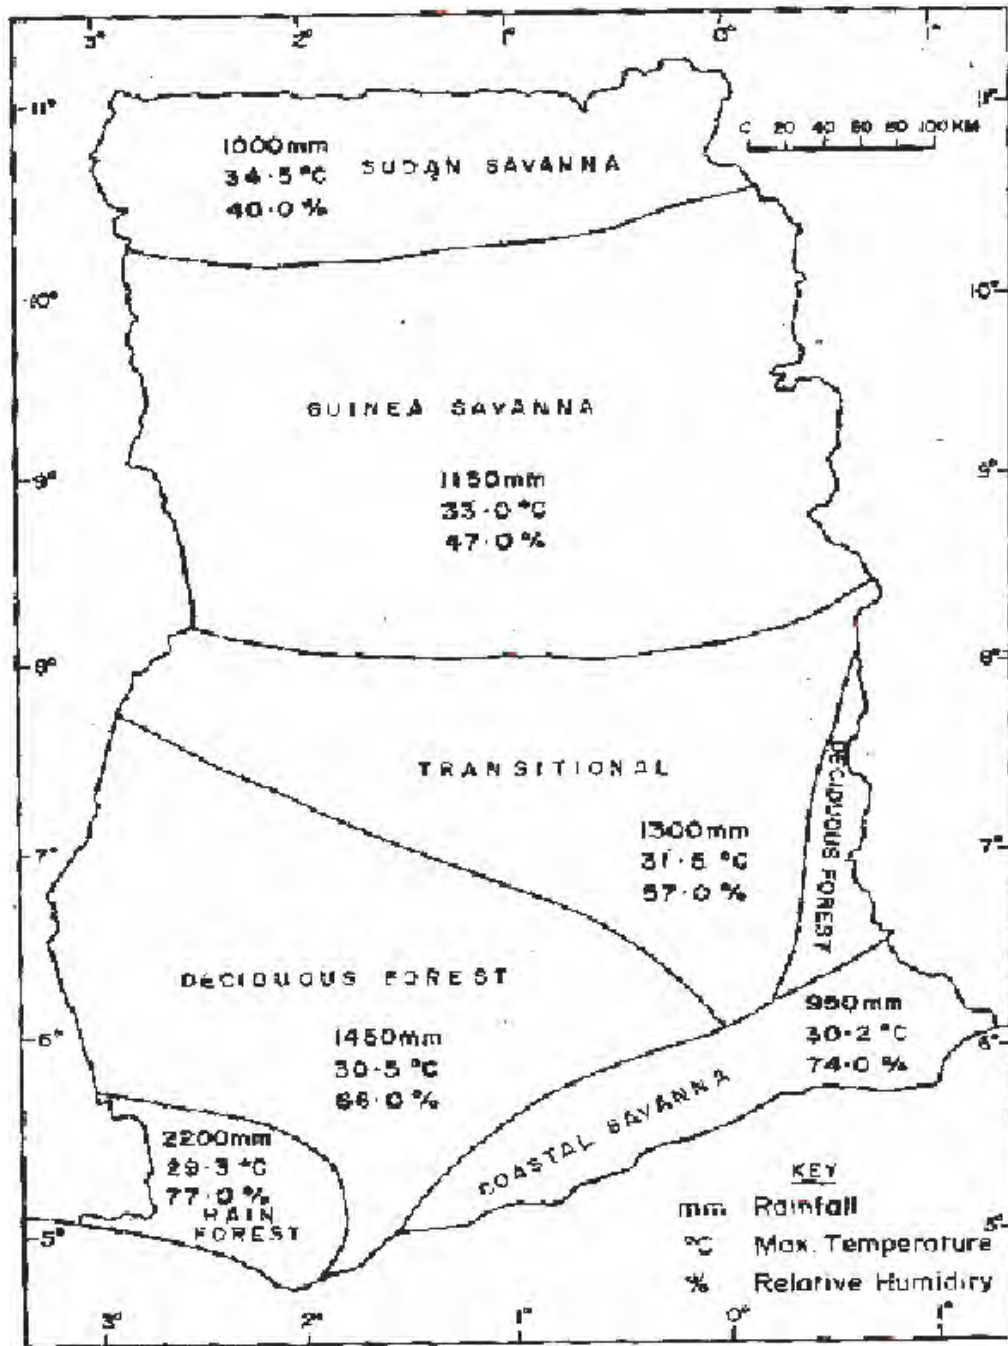 3° 2° 1° 0° 1°
11° 11°
0 20 40 60 80 100 KM
1000mm
34·5 °C
40·0 %
SUDAN SAVANNA
10° 10°
GUINEA SAVANNA
9° 9°
1150mm
33·0 °C
47·0 %
8° 8°
TRANSITIONAL
DECIDUOUS FOREST
1300mm
31·5 °C
57·0 %
7° 7°
DECIDUOUS FOREST
950mm
30·2 °C
74·0 %
6° 6°
1450mm
30·5 °C
COASTAL SAVANNA
2200mm
29·3 °C
77·0 %
RAIN
FOREST
KEY
mm Rainfall
°C Max. Temperature
% Relative Humidity
5° 5°
3° 2° 1° 0° 1°